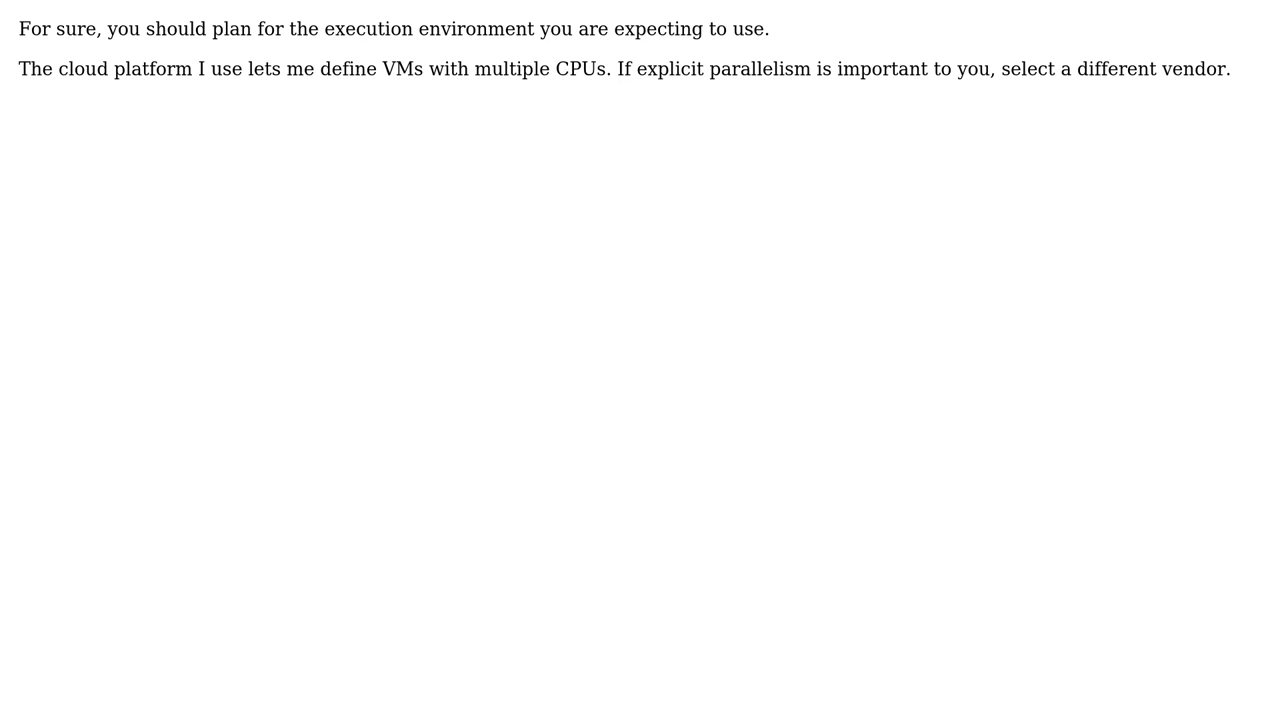 For sure, you should plan for the execution environment you are expecting to use.
The cloud platform I use lets me define VMs with multiple CPUs. If explicit parallelism is important to you, select a different vendor.